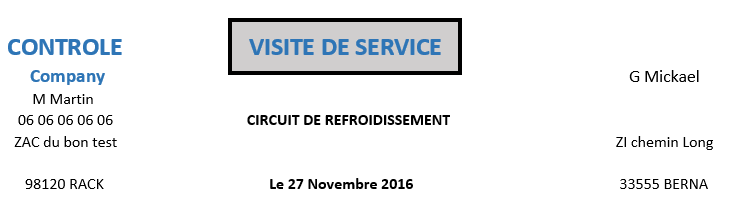 CONTROLE
VISITE DE SERVICE
Company
G Mickael
M Martin
06 06 06 06 06
CIRCUIT DE REFROIDISSEMENT
ZAC du bon test
ZI chemin Long
98120 RACK
Le 27 Novembre 2016
33555 BERNA